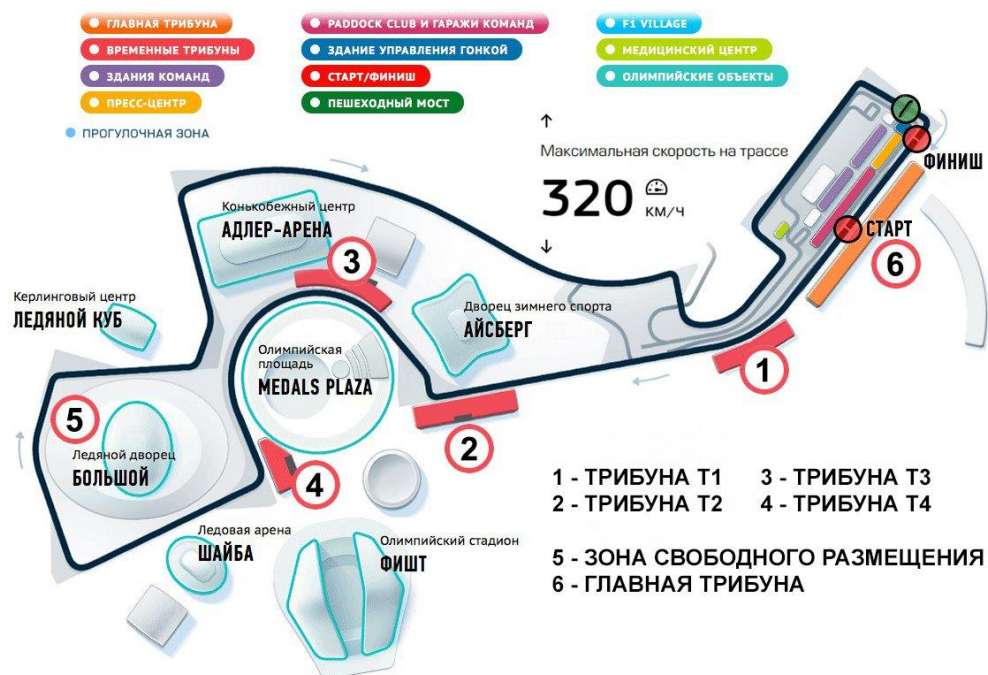 ГЛАВНАЯ ТРИБУНА
ВРЕМЕННЫЕ ТРИБУНЫ
ЗДАНИЯ КОМАНД
ПРЕСС-ЦЕНТР
ПРОГУЛОЧНАЯ ЗОНА
PADDOCK CLUB И ГАРАЖИ КОМАНД
ЗДАНИЕ УПРАВЛЕНИЯ ГОНКОЙ
СТАРТ/ФИНИШ
ПЕШЕХОДНЫЙ МОСТ
F1 VILLAGE
МЕДИЦИНСКИЙ ЦЕНТР
ОЛИМПИЙСКИЕ ОБЪЕКТЫ
Максимальная скорость на трассе
320
КМ/Ч
ФИНИШ
СТАРТ
6
Конькобежный центр
АДЛЕР-АРЕНА
3
Керлинговый центр
ЛЕДЯНОЙ КУБ
Дворец зимнего спорта
АЙСБЕРГ
Олимпийская
площадь
MEDALS PLAZA
1
5
Ледяной дворец
БОЛЬШОЙ
2
4
Ледовая арена
ШАЙБА
Олимпийский стадион
ФИШТ
1 - ТРИБУНА Т1
2 - ТРИБУНА Т2
3 - ТРИБУНА Т3
4 - ТРИБУНА Т4
5 - ЗОНА СВОБОДНОГО РАЗМЕЩЕНИЯ
6 - ГЛАВНАЯ ТРИБУНА